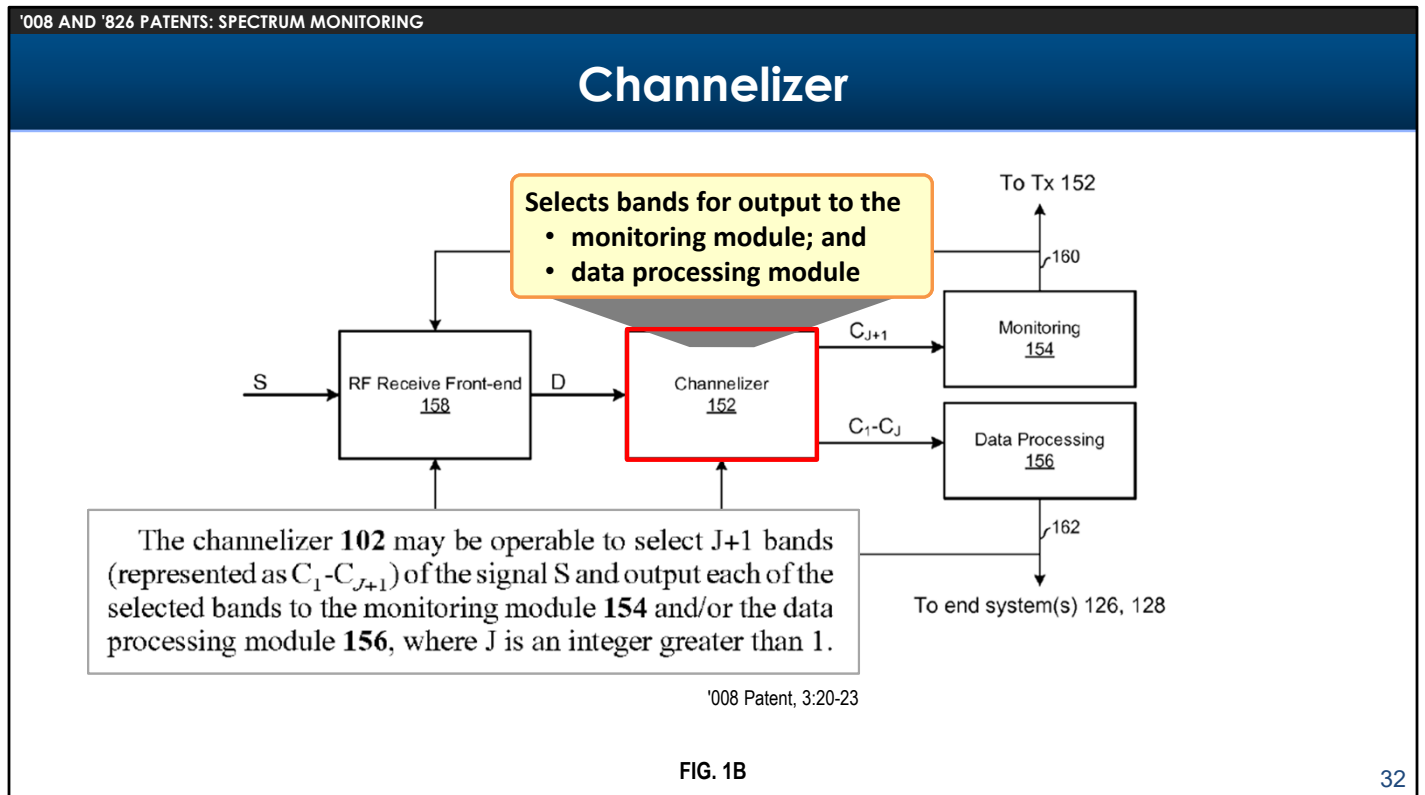 '008 AND '826 PATENTS: SPECTRUM MONITORING
Channelizer
Selects bands for output to the
• monitoring module; and
• data processing module
To Tx 152
160
S
RF Receive Front-end
158
D
Channelizer
152
C_{J+1}
Monitoring
154
C₁-C_J
Data Processing
156
162
To end system(s) 126, 128
The channelizer 102 may be operable to select J+1 bands
(represented as C₁-C_{J+1}) of the signal S and output each of the
selected bands to the monitoring module 154 and/or the data
processing module 156, where J is an integer greater than 1.
'008 Patent, 3:20-23
FIG. 1B
32